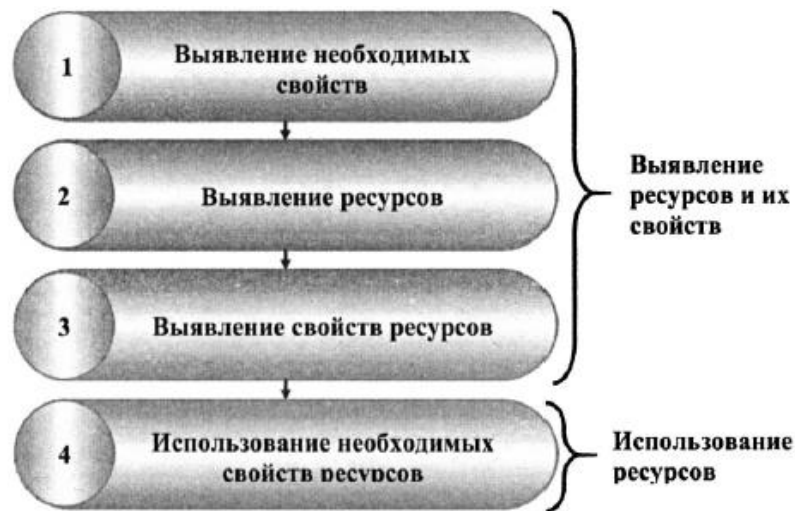 1
Выявление необходимых
свойств
2
Выявление ресурсов
3
Выявление свойств ресурсов
4
Использование необходимых
свойств ресурсов
Выявление
ресурсов и их
свойств
Использование
ресурсов